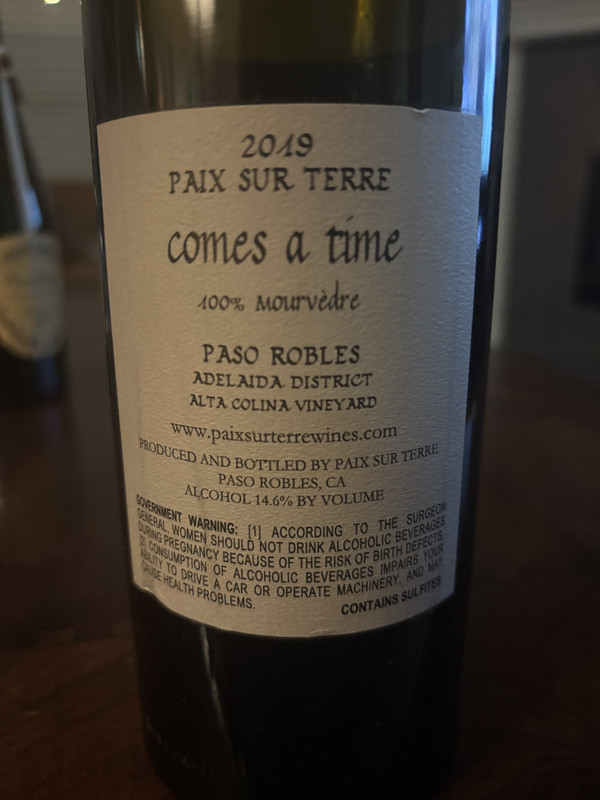 2019
PAIX SUR TERRE
comes a time
100% Mourvèdre
PASO ROBLES
ADELAIDA DISTRICT
ALTA COLINA VINEYARD
www.paixsurterrewines.com
PRODUCED AND BOTTLED BY PAIX SUR TERRE
PASO ROBLES, CA
ALCOHOL 14.6% BY VOLUME
GOVERNMENT WARNING: [1] ACCORDING TO THE SURGEON
GENERAL, WOMEN SHOULD NOT DRINK ALCOHOLIC BEVERAGES
DURING PREGNANCY BECAUSE OF THE RISK OF BIRTH DEFECTS.
[2] CONSUMPTION OF ALCOHOLIC BEVERAGES IMPAIRS YOUR
ABILITY TO DRIVE A CAR OR OPERATE MACHINERY, AND MAY
CAUSE HEALTH PROBLEMS.
CONTAINS SULFITES